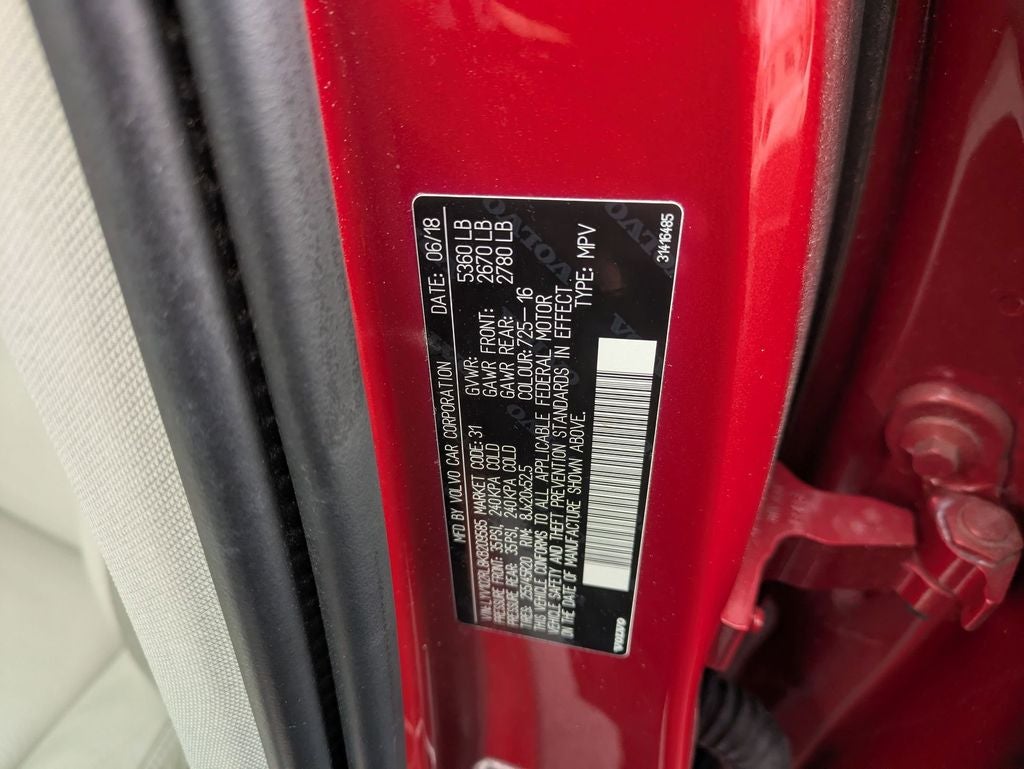 MFD BY VOLVO CAR CORPORATION DATE: 06/18
GVWR: 5360 LB
GAWR FRONT: 2670 LB
VIN: MARKET CODE: 31 GAWR REAR: 2780 LB
PRESSURE FRONT: 35PSI, 240KPA COLD COLOUR: 725-16
PRESSURE REAR: 35PSI, 240KPA COLD
TIRES: 255/45R20 RIM: 8Jx20x52.5
THIS VEHICLE CONFORMS TO ALL APPLICABLE FEDERAL MOTOR
VEHICLE SAFETY AND THEFT PREVENTION STANDARDS IN EFFECT
ON THE DATE OF MANUFACTURE SHOWN ABOVE. TYPE: MPV
VOLVO 31416485